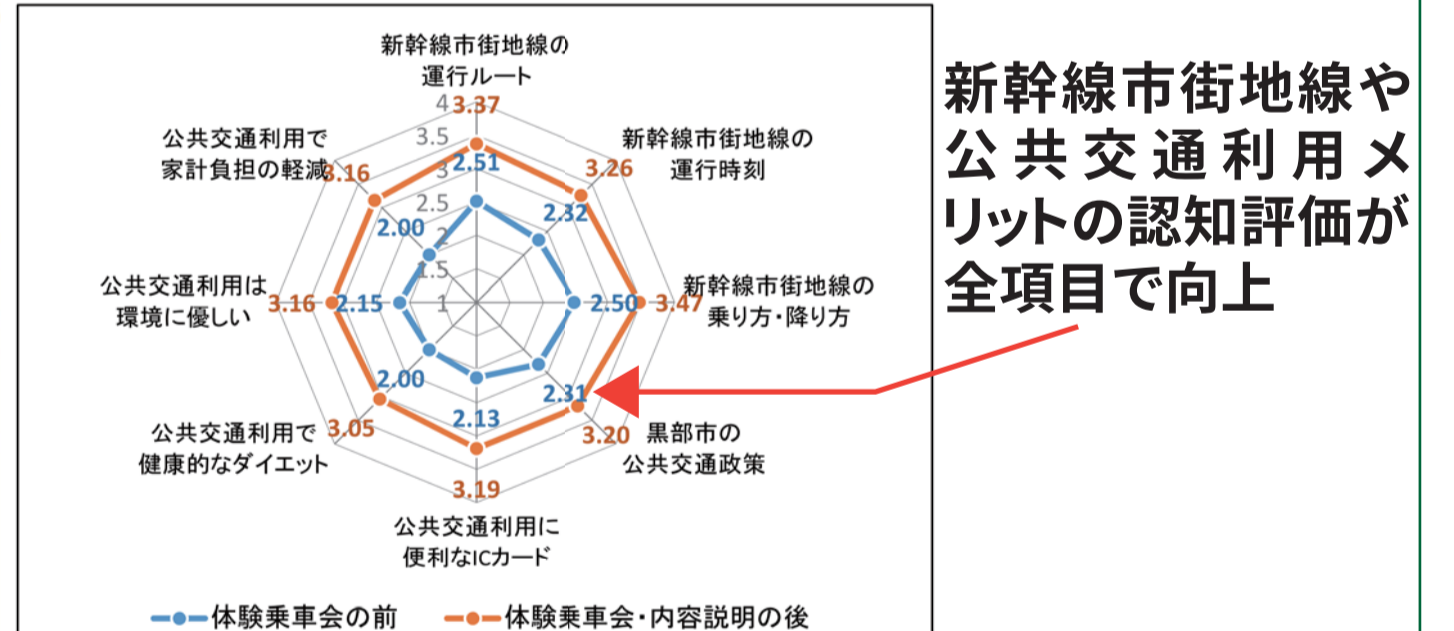 新幹線市街地線の
運行ルート
4
3.37
3.5
2.51
3
2.5
2
1.5
1
新幹線市街地線の
運行時刻
3.26
2.32
新幹線市街地線の
乗り方・降り方
2.50
3.47
黒部市の
公共交通政策
2.31
3.20
公共交通利用に
便利なICカード
2.13
3.19
公共交通利用で
健康的なダイエット
2.00
3.05
公共交通利用は
環境に優しい
3.16
2.15
公共交通利用で
家計負担の軽減
3.16
2.00
体験乗車会の前
体験乗車会・内容説明の後
新幹線市街地線や
公共交通利用メ
リットの認知評価が
全項目で向上